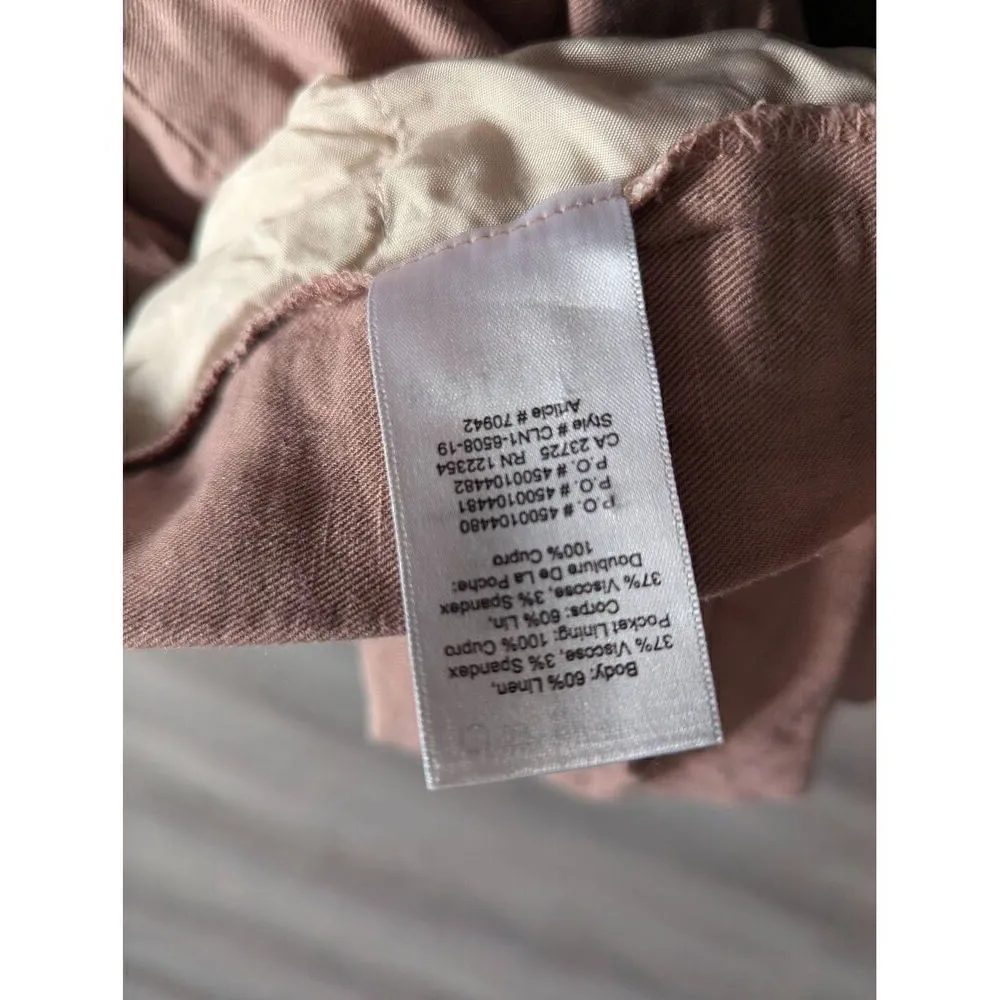 Body: 60% Linen,
37% Viscose, 3% Spandex
Pocket Lining: 100% Cupro
Corps: 60% Lin,
37% Viscose, 3% Spandex
Doublure De La Poche:
100% Cupro
P.O. # 4500104480
P.O. # 4500104481
P.O. # 4500104482
CA 23725 RN 122354
Style # CLN1-6508-19
Article # 70942